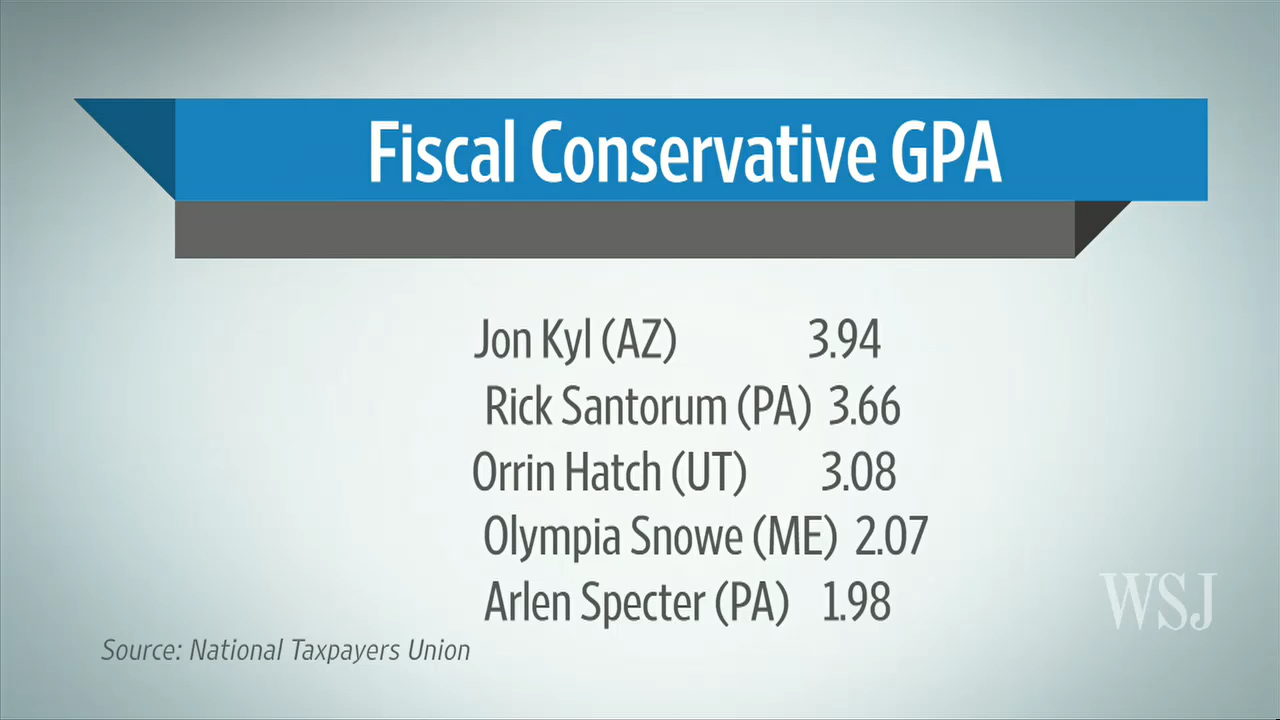 Fiscal Conservative GPA
Jon Kyl (AZ) 3.94
Rick Santorum (PA) 3.66
Orrin Hatch (UT) 3.08
Olympia Snowe (ME) 2.07
Arlen Specter (PA) 1.98
WSJ
Source: National Taxpayers Union